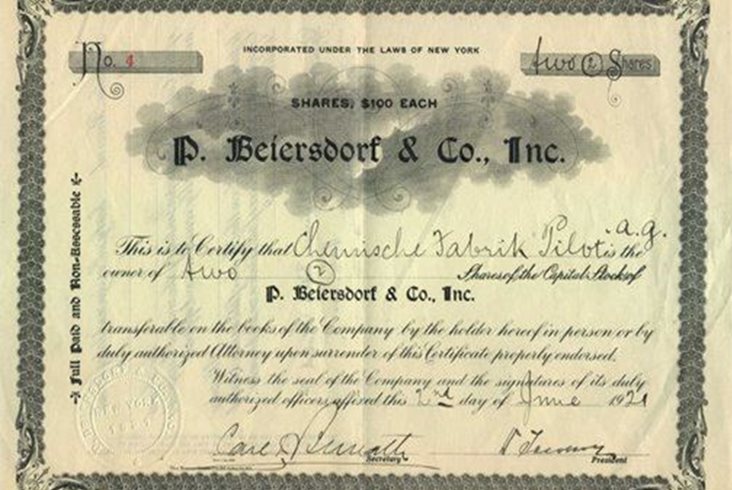 No. 4
INCORPORATED UNDER THE LAWS OF NEW YORK
two 2 Shares
SHARES, $100 EACH
P. Beiersdorf & Co., Inc.
Full Paid and Non-Assessable
This is to Certify that Chemische Fabrik Pilot a.g. is the
owner of two 2 Shares of the Capital Stock of
P. Beiersdorf & Co., Inc.
transferable on the books of the Company by the holder hereof in person or by
duly authorized Attorney upon surrender of this Certificate properly endorsed.
Witness the seal of the Company and the signatures of its duly
authorized officers, affixed this 2nd day of June 1921
Secretary President
NEW YORK